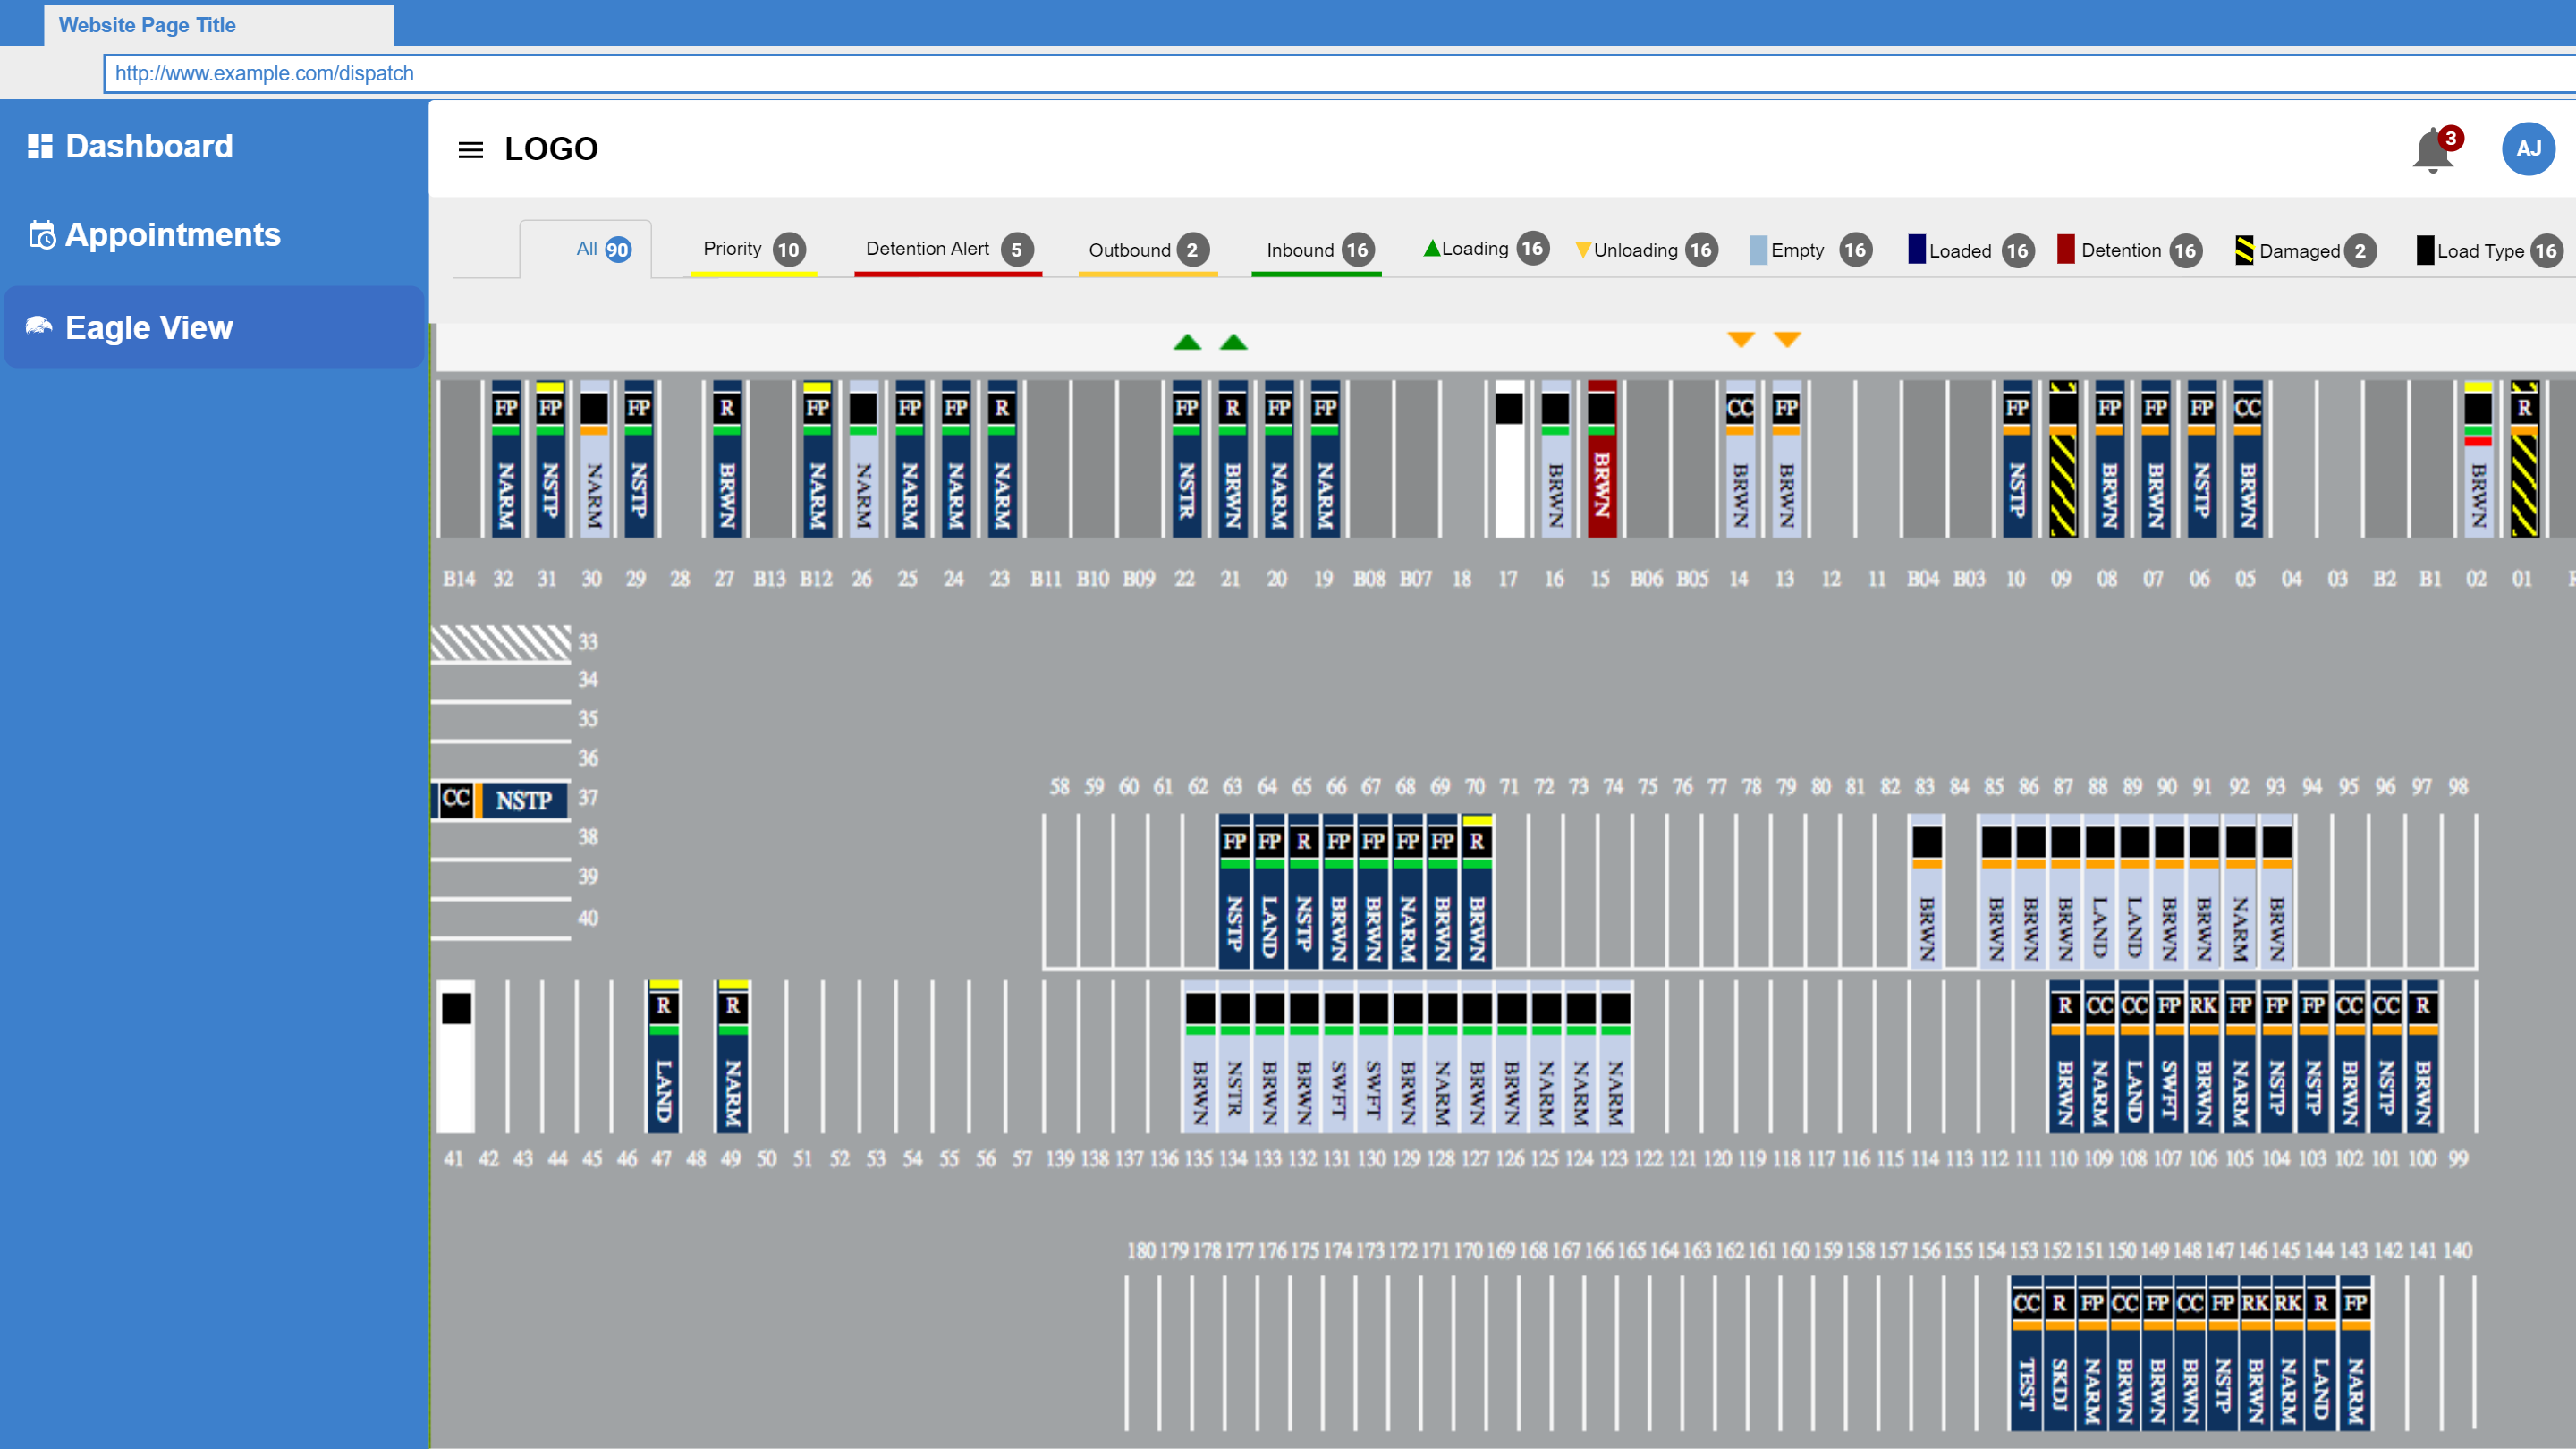 Website Page Title
http://www.example.com/dispatch
Dashboard
Appointments
Eagle View
LOGO
3
AJ
All 90
Priority 10
Detention Alert 5
Outbound 2
Inbound 16
Loading 16
Unloading 16
Empty 16
Loaded 16
Detention 16
Damaged 2
Load Type 16
FP FP FP R FP FP FP R FP R FP FP CC FP FP FP FP FP CC R
NARM NSTP NARM NSTP BRWN NARM NARM NARM NARM NARM NSTR BRWN NARM NARM BRWN BRWN BRWN BRWN NSTP BRWN BRWN NSTP BRWN BRWN
B14 32 31 30 29 28 27 B13 B12 26 25 24 23 B11 B10 B09 22 21 20 19 B08 B07 18 17 16 15 B06 B05 14 13 12 11 B04 B03 10 09 08 07 06 05 04 03 B2 B1 02 01
33
34
35
36
CC NSTP 37
38
39
40
58 59 60 61 62 63 64 65 66 67 68 69 70 71 72 73 74 75 76 77 78 79 80 81 82 83 84 85 86 87 88 89 90 91 92 93 94 95 96 97 98
FP FP R FP FP FP FP R
NSTP LAND NSTP BRWN BRWN NARM BRWN BRWN BRWN BRWN BRWN BRWN LAND LAND BRWN BRWN NARM BRWN
R R R CC CC FP RK FP FP FP CC CC R
LAND NARM BRWN NSTR BRWN BRWN SWFT SWFT BRWN NARM BRWN BRWN NARM NARM NARM BRWN NARM LAND SWFT BRWN NARM NSTP NSTP BRWN NSTP BRWN
41 42 43 44 45 46 47 48 49 50 51 52 53 54 55 56 57 139 138 137 136 135 134 133 132 131 130 129 128 127 126 125 124 123 122 121 120 119 118 117 116 115 114 113 112 111 110 109 108 107 106 105 104 103 102 101 100 99
180 179 178 177 176 175 174 173 172 171 170 169 168 167 166 165 164 163 162 161 160 159 158 157 156 155 154 153 152 151 150 149 148 147 146 145 144 143 142 141 140
CC R FP CC FP CC FP RK RK R FP
TEST SKDJ NARM BRWN BRWN BRWN NSTP BRWN NARM LAND NARM